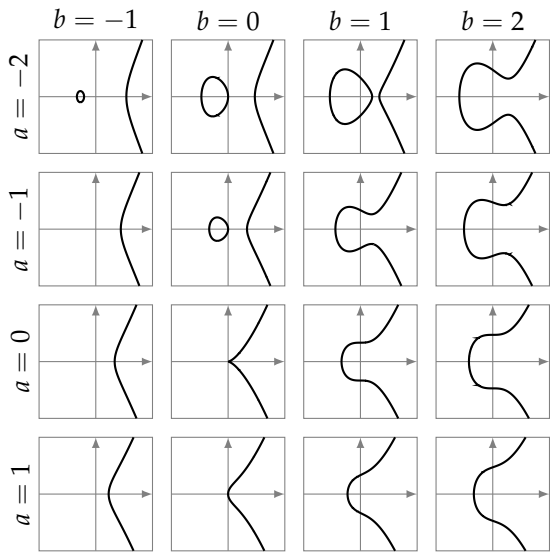 b = −1 b = 0 b = 1 b = 2
a = −2
a = −1
a = 0
a = 1